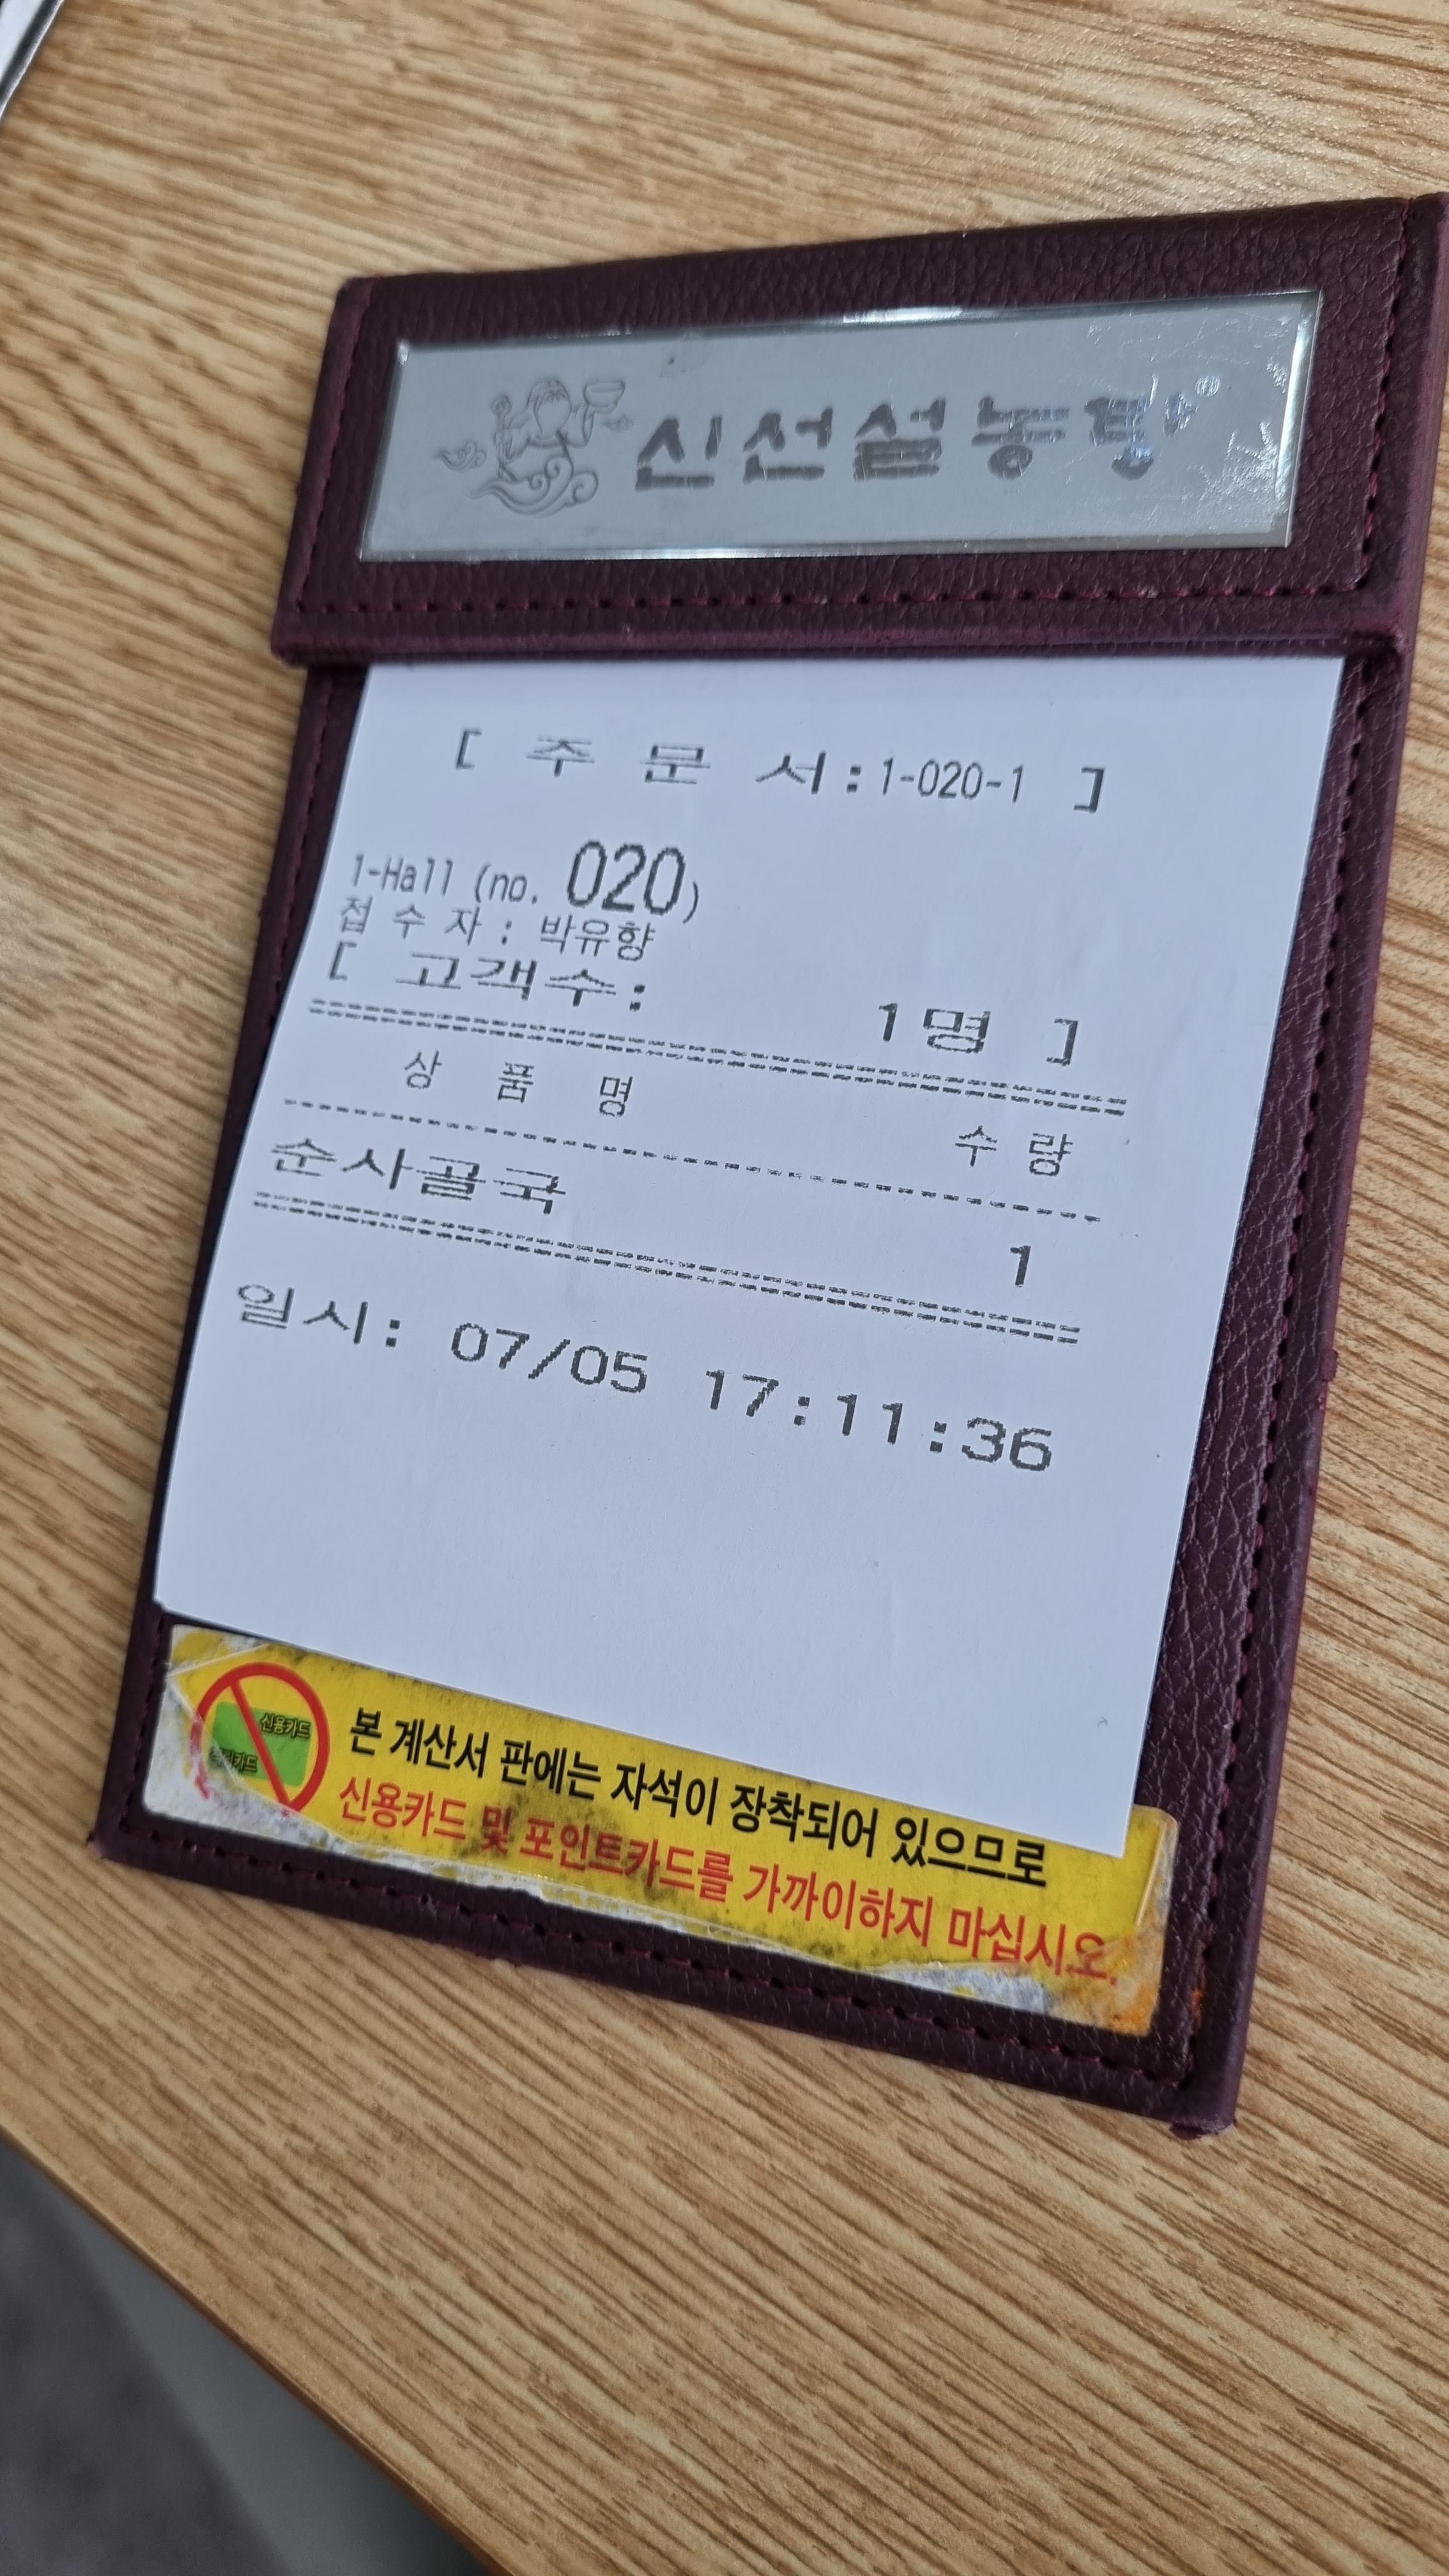 신선설농탕®
[ 주 문 서:1-020-1 ]
1-Hall (no. 020)
접 수 자 : 박유향
[ 고객수: 1명 ]
상 품 명 수 량
순사골국 1
일시: 07/05 17:11:36
신용카드
본 계산서 판에는 자석이 장착되어 있으므로
신용카드 및 포인트카드를 가까이하지 마십시오.